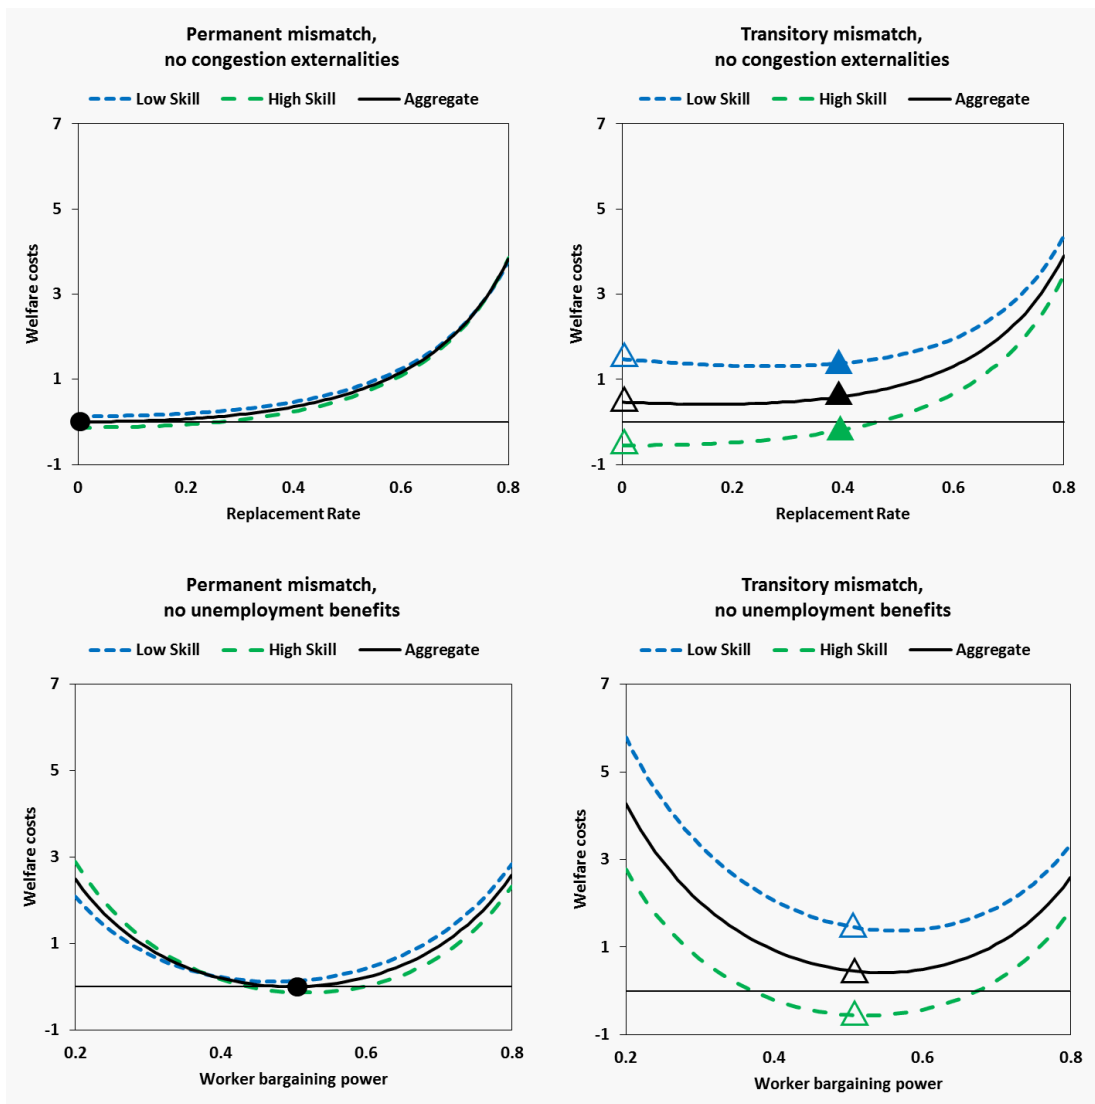 Permanent mismatch,
no congestion externalities
Low Skill High Skill Aggregate
7
5
3
1
-1
Welfare costs
0 0.2 0.4 0.6 0.8
Replacement Rate
Transitory mismatch,
no congestion externalities
Low Skill High Skill Aggregate
7
5
3
1
-1
Welfare costs
0 0.2 0.4 0.6 0.8
Replacement Rate
Permanent mismatch,
no unemployment benefits
Low Skill High Skill Aggregate
7
5
3
1
-1
Welfare costs
0.2 0.4 0.6 0.8
Worker bargaining power
Transitory mismatch,
no unemployment benefits
Low Skill High Skill Aggregate
7
5
3
1
-1
Welfare costs
0.2 0.4 0.6 0.8
Worker bargaining power